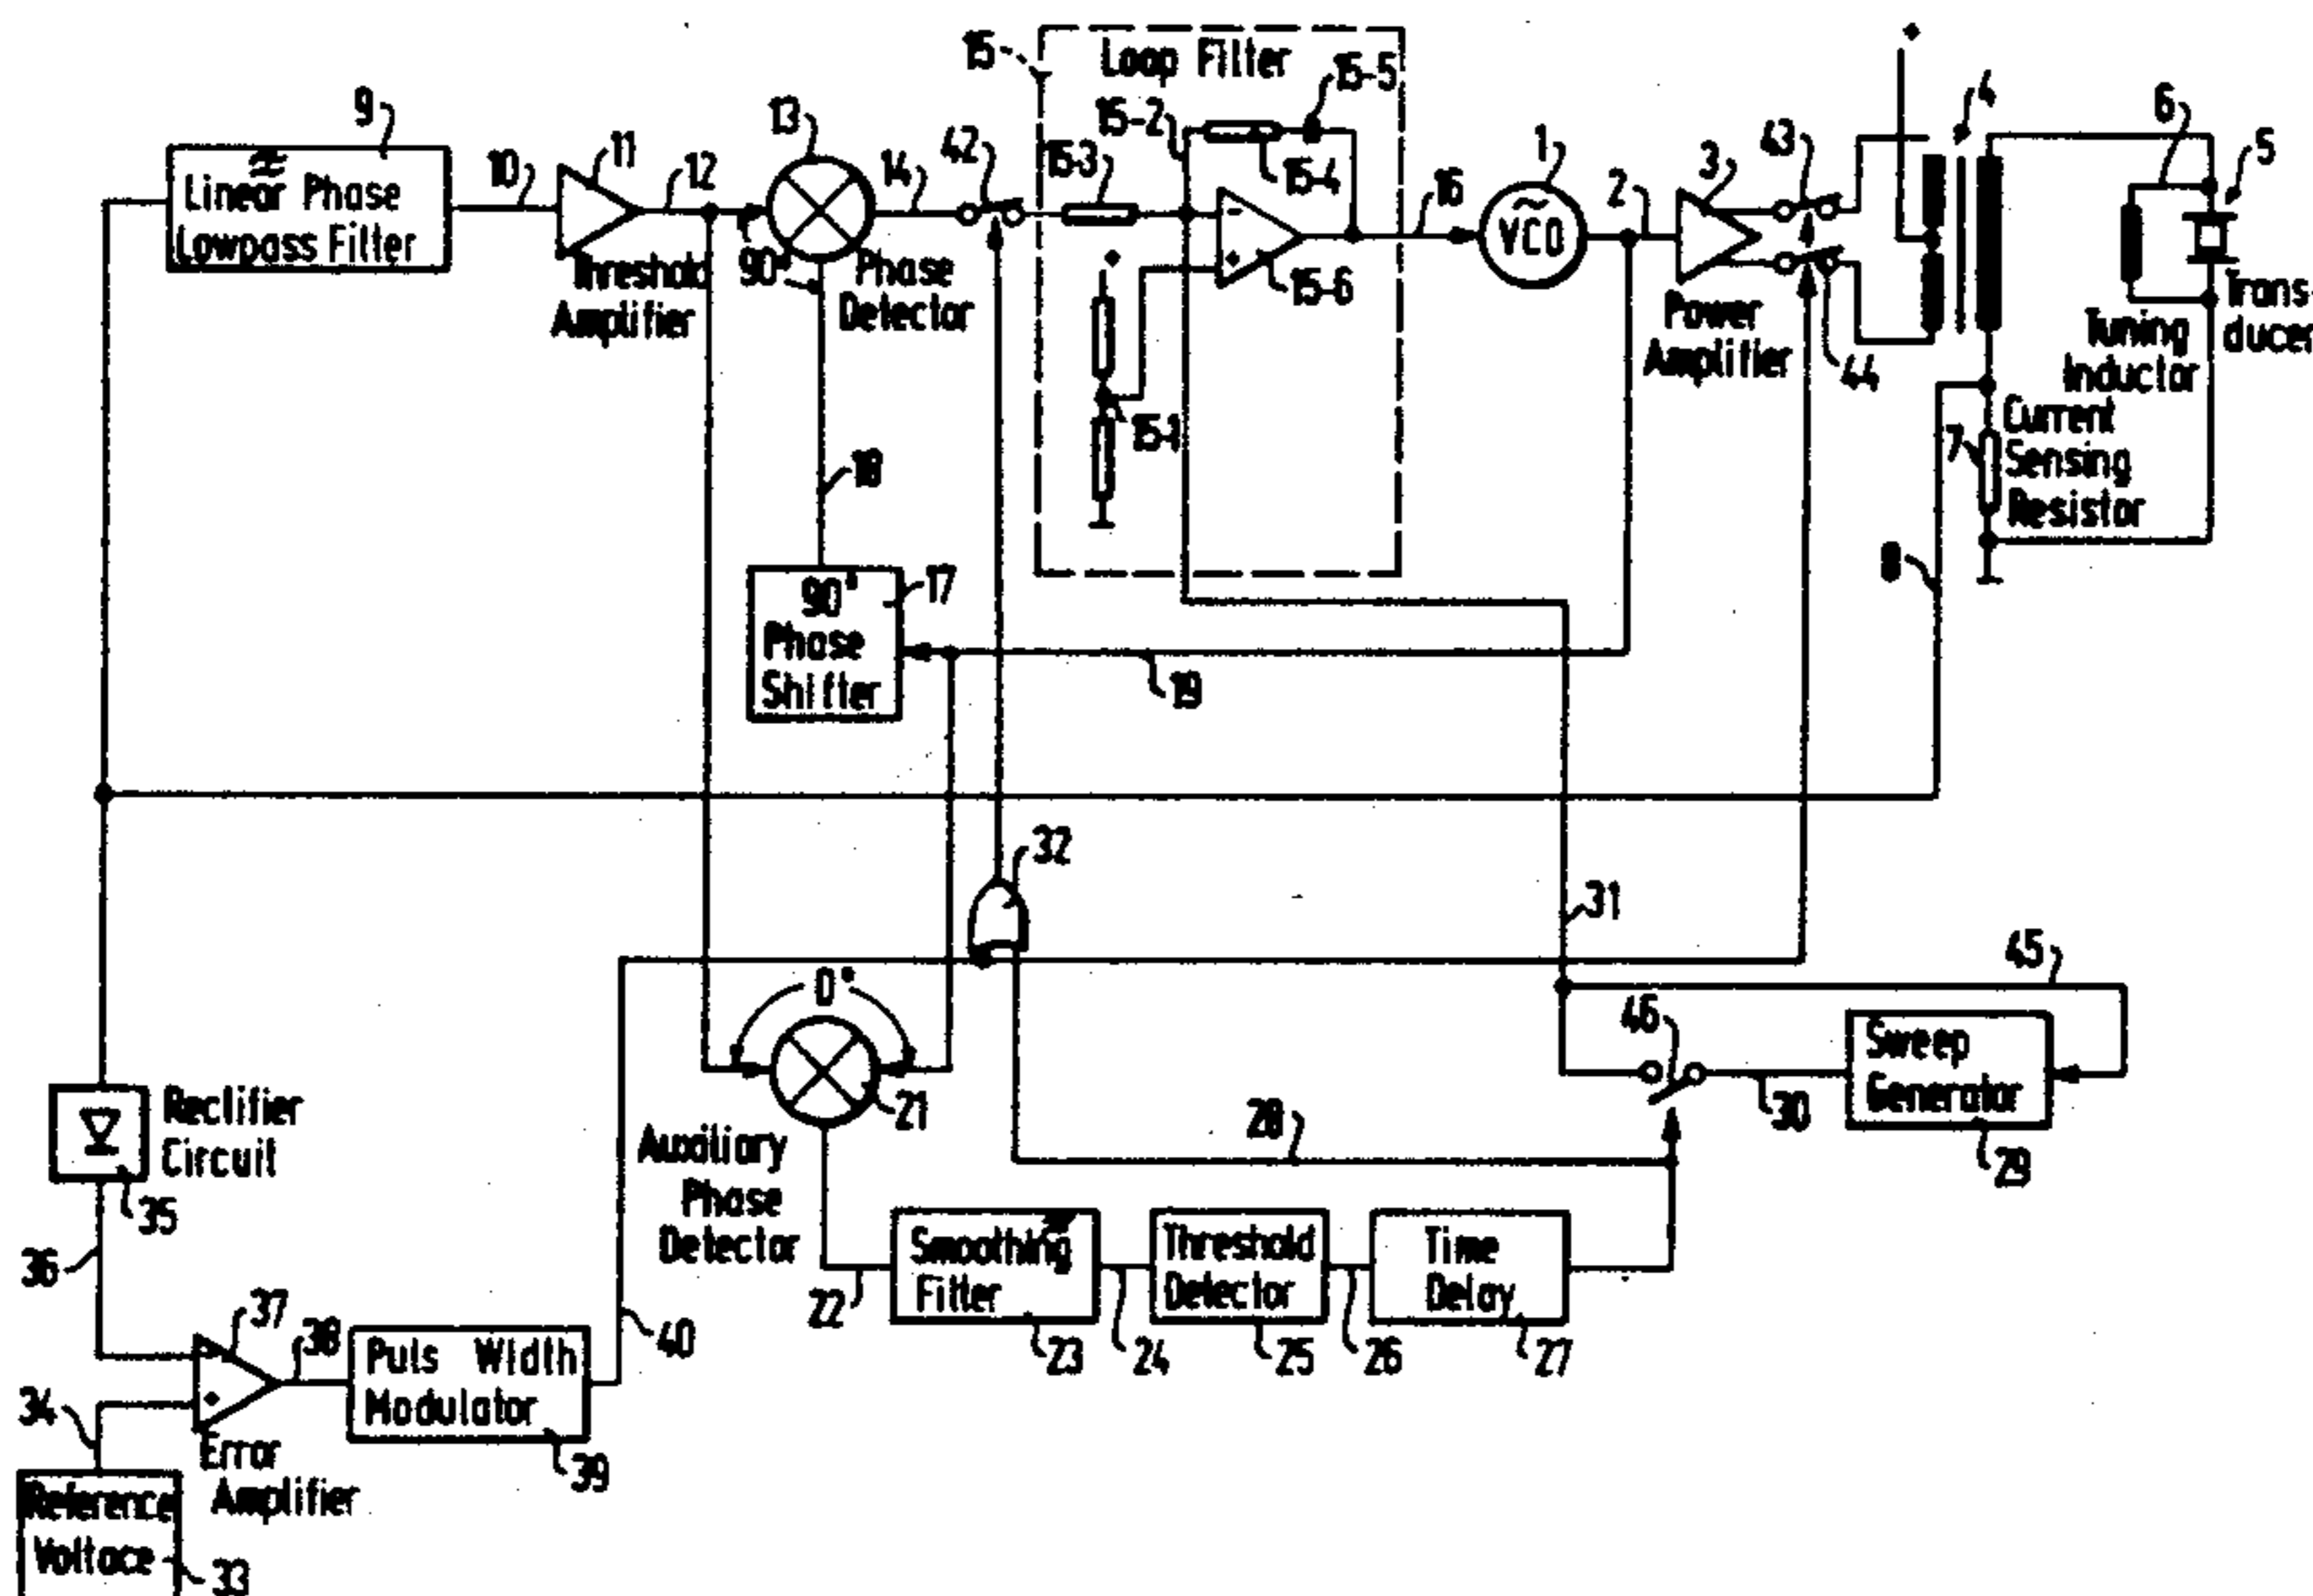 15
Loop Filter
15-5
4
9
13
15-2
6
10
11
12
14
42
15-3
15-4
16
1
2
3
43
5
Linear Phase
Lowpass Filter
90°
VCO
Threshold
Amplifier
Phase
Detector
15-6
Power
Amplifier
44
Tuning
Inductor
Trans-
ducer
15-1
18
7
Current
Sensing
Resistor
8
90°
Phase
Shifter
17
19
32
31
45
0°
46
Sweep
Generator
21
30
29
28
Rectifier
Circuit
35
Auxiliary
Phase
Detector
36
22
Smoothing
Filter
Threshold
Detector
Time
Delay
23
24
25
26
27
37
38
Puls Width
Modulator
40
34
39
Error
Amplifier
Reference
Voltage
33